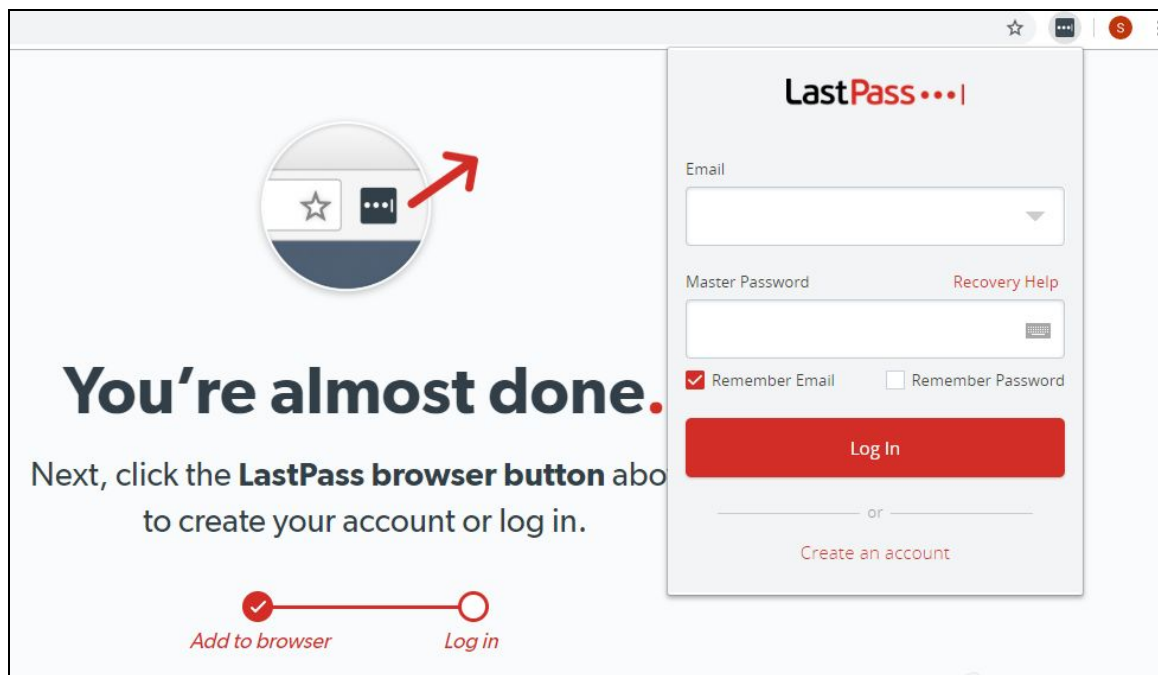 S
LastPass
Email
Master Password Recovery Help
Remember Email Remember Password
Log In
or
Create an account
You're almost done.
Next, click the LastPass browser button abo
to create your account or log in.
Add to browser Log in